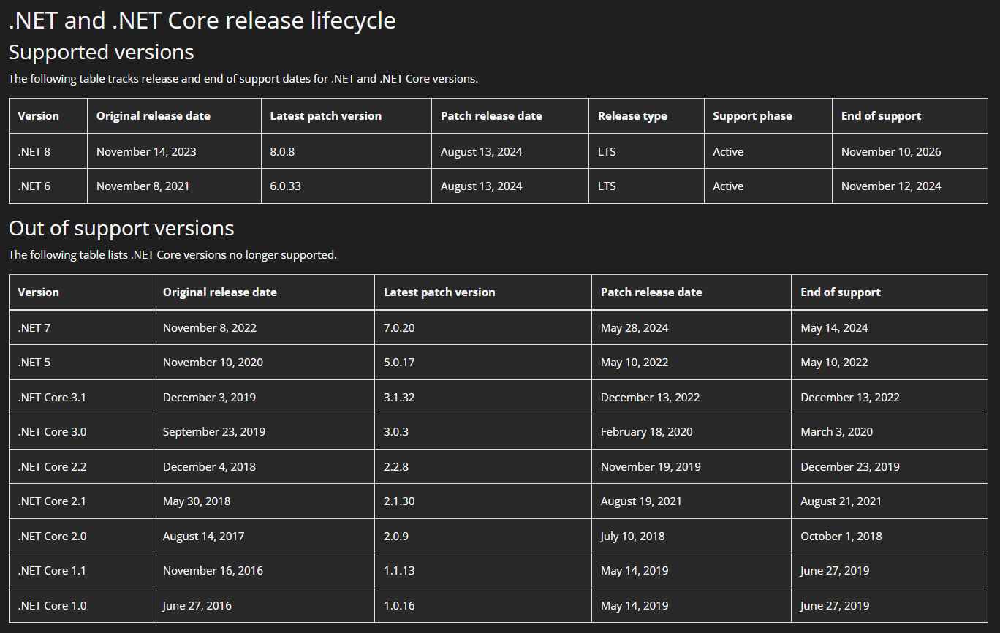 .NET and .NET Core release lifecycle
Supported versions
The following table tracks release and end of support dates for .NET and .NET Core versions.
Version Original release date Latest patch version Patch release date Release type Support phase End of support
.NET 8 November 14, 2023 8.0.8 August 13, 2024 LTS Active November 10, 2026
.NET 6 November 8, 2021 6.0.33 August 13, 2024 LTS Active November 12, 2024
Out of support versions
The following table lists .NET Core versions no longer supported.
Version Original release date Latest patch version Patch release date End of support
.NET 7 November 8, 2022 7.0.20 May 28, 2024 May 14, 2024
.NET 5 November 10, 2020 5.0.17 May 10, 2022 May 10, 2022
.NET Core 3.1 December 3, 2019 3.1.32 December 13, 2022 December 13, 2022
.NET Core 3.0 September 23, 2019 3.0.3 February 18, 2020 March 3, 2020
.NET Core 2.2 December 4, 2018 2.2.8 November 19, 2019 December 23, 2019
.NET Core 2.1 May 30, 2018 2.1.30 August 19, 2021 August 21, 2021
.NET Core 2.0 August 14, 2017 2.0.9 July 10, 2018 October 1, 2018
.NET Core 1.1 November 16, 2016 1.1.13 May 14, 2019 June 27, 2019
.NET Core 1.0 June 27, 2016 1.0.16 May 14, 2019 June 27, 2019